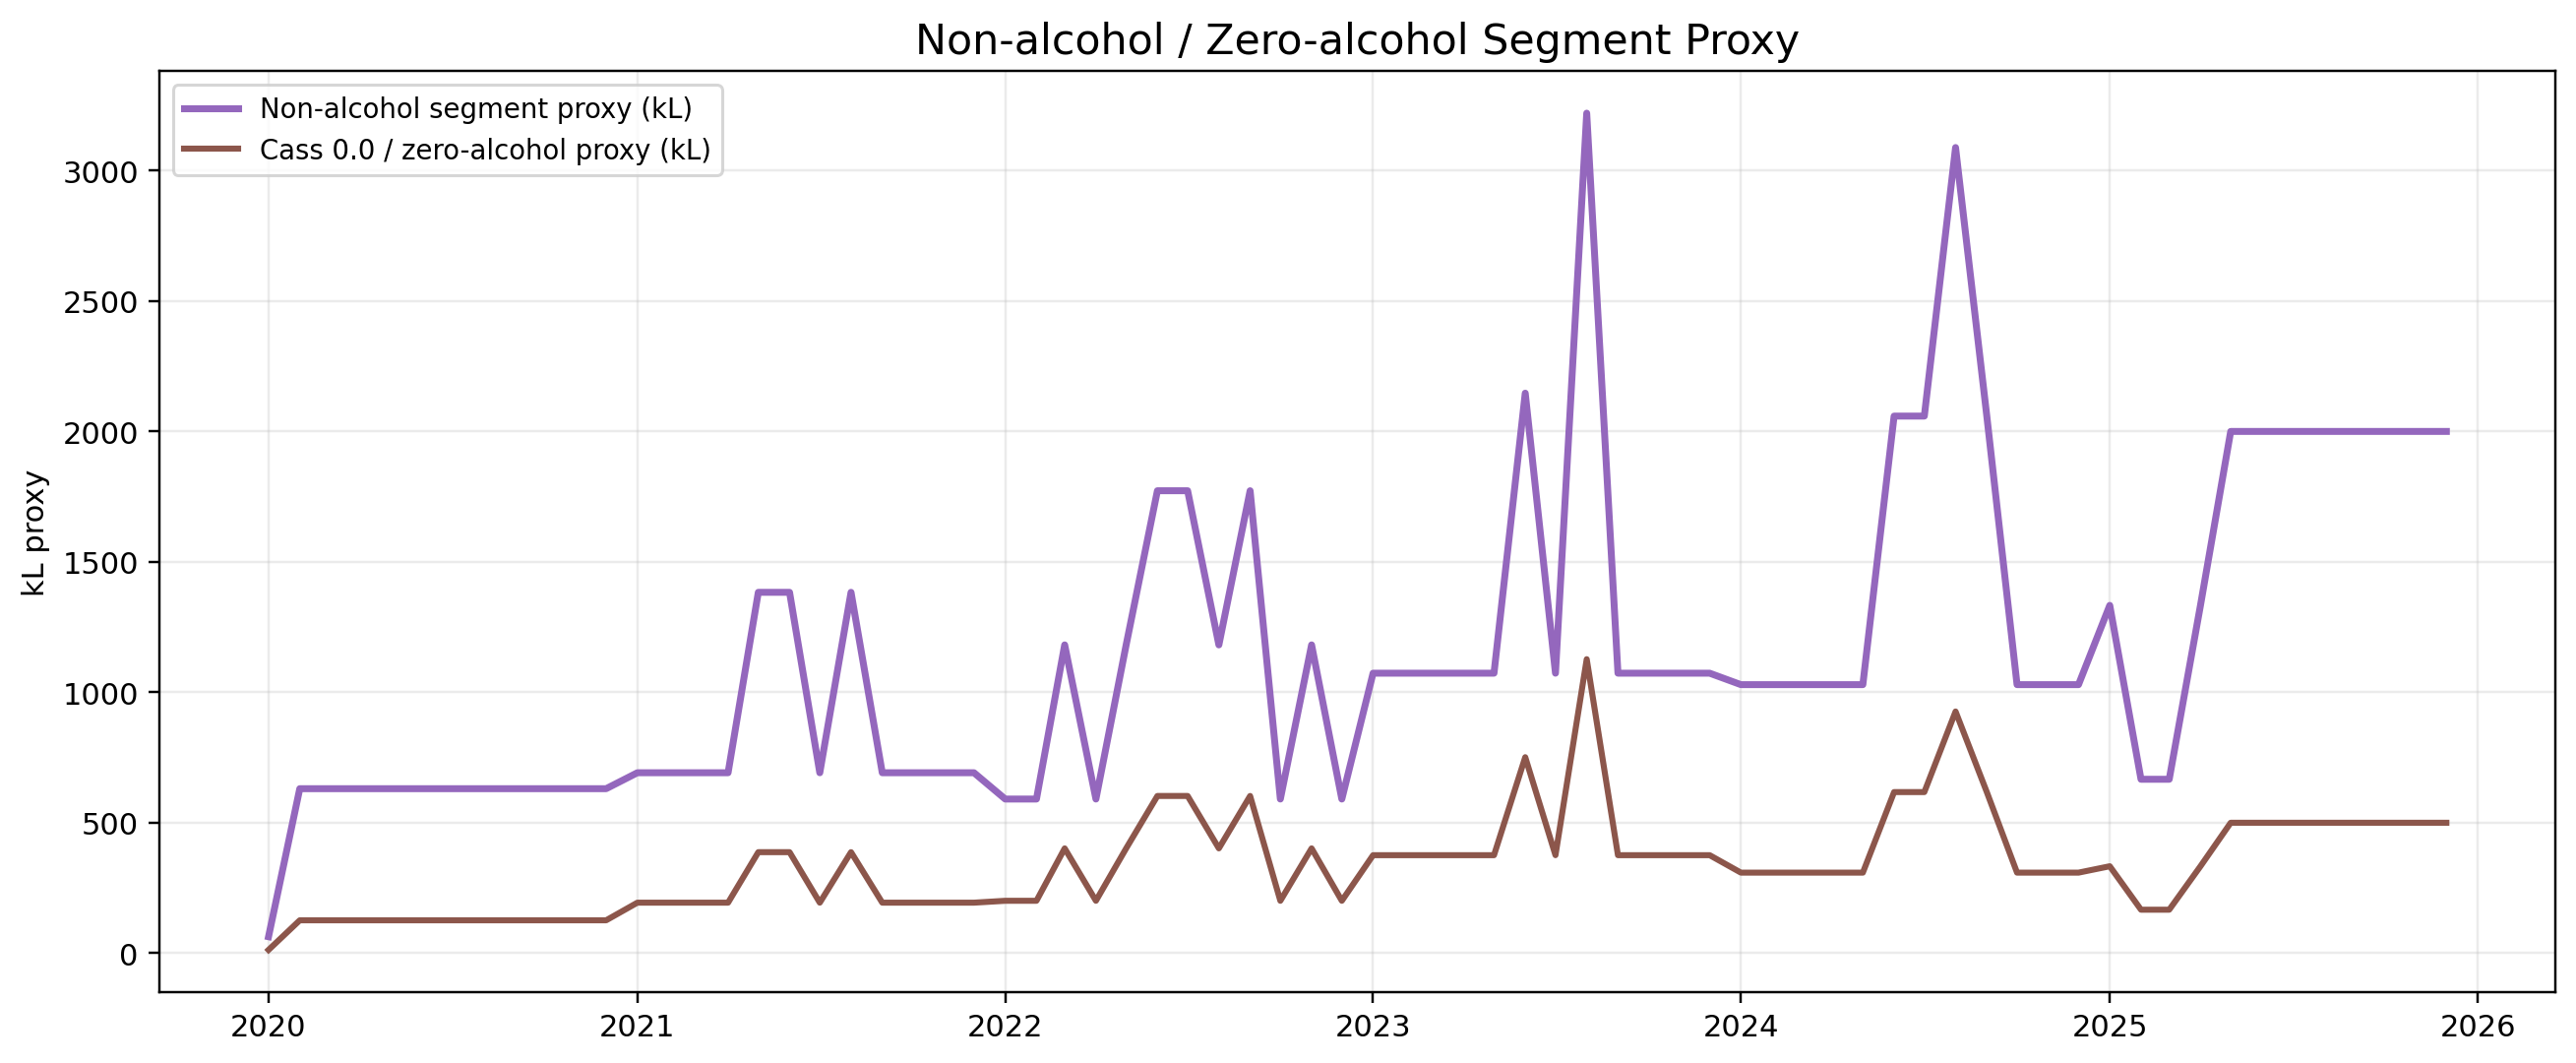 Non-alcohol / Zero-alcohol Segment Proxy
Non-alcohol segment proxy (kL)
Cass 0.0 / zero-alcohol proxy (kL)
kL proxy
3000
2500
2000
1500
1000
500
0
2020 2021 2022 2023 2024 2025 2026